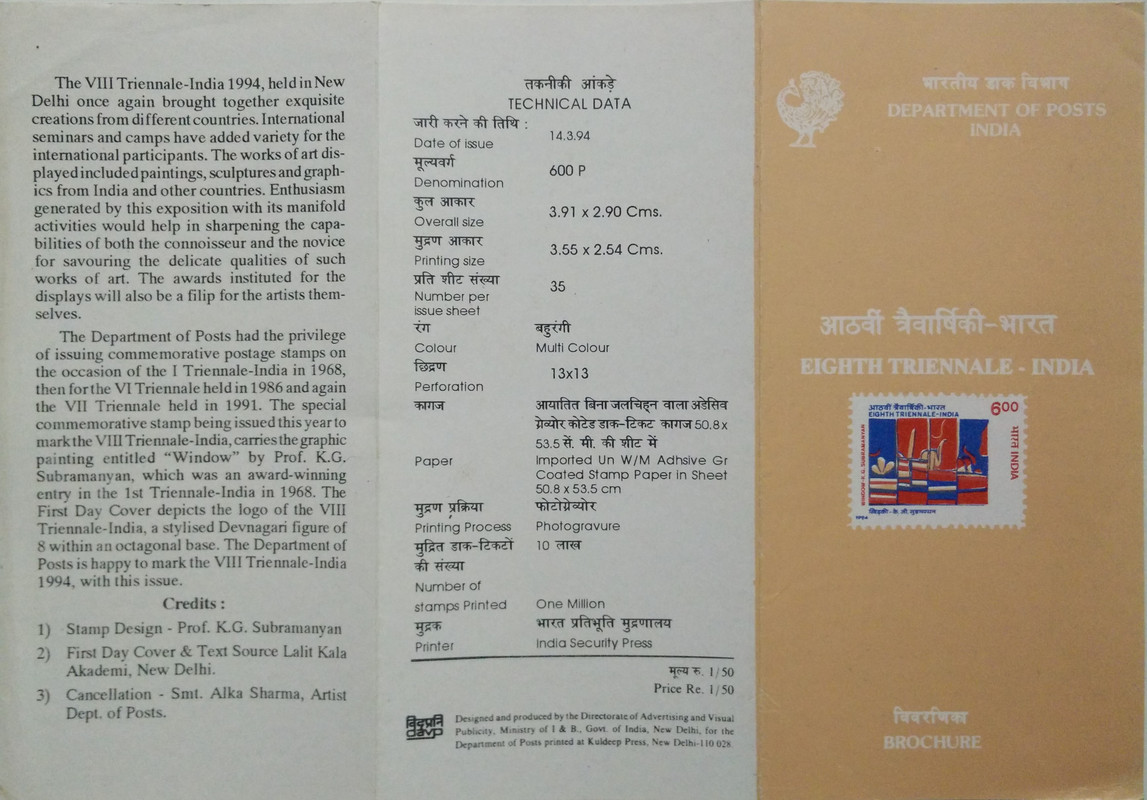 The VIII Triennale-India 1994, held in New
Delhi once again brought together exquisite
creations from different countries. International
seminars and camps have added variety for the
international participants. The works of art dis-
played included paintings, sculptures and graph-
ics from India and other countries. Enthusiasm
generated by this exposition with its manifold
activities would help in sharpening the capa-
bilities of both the connoisseur and the novice
for savouring the delicate qualities of such
works of art. The awards instituted for the
displays will also be a filip for the artists them-
selves.
The Department of Posts had the privilege
of issuing commemorative postage stamps on
the occasion of the I Triennale-India in 1968,
then for the VI Triennale held in 1986 and again
the VII Triennale held in 1991. The special
commemorative stamp being issued this year to
mark the VIII Triennale-India, carries the graphic
painting entitled “Window” by Prof. K.G.
Subramanyan, which was an award-winning
entry in the 1st Triennale-India in 1968. The
First Day Cover depicts the logo of the VIII
Triennale-India, a stylised Devnagari figure of
8 within an octagonal base. The Department of
Posts is happy to mark the VIII Triennale-India
1994, with this issue.
Credits :
1) Stamp Design - Prof. K.G. Subramanyan
2) First Day Cover & Text Source Lalit Kala
Akademi, New Delhi.
3) Cancellation - Smt. Alka Sharma, Artist
Dept. of Posts.
तकनीकी आंकड़े
TECHNICAL DATA
जारी करने की तिथि :
Date of issue 14.3.94
मूल्यवर्ग
Denomination 600 P
कुल आकार
Overall size 3.91 x 2.90 Cms.
मुद्रण आकार
Printing size 3.55 x 2.54 Cms.
प्रति शीट संख्या
Number per 35
issue sheet
रंग बहुरंगी
Colour Multi Colour
छिद्रण
Perforation 13x13
कागज आयातित बिना जलचिह्न वाला अडेसिव
ग्रेव्योर कोटेड डाक-टिकट कागज 50.8 x
53.5 सें. मी. की शीट में
Paper Imported Un W/M Adhsive Gr
Coated Stamp Paper in Sheet
50.8 x 53.5 cm
मुद्रण प्रक्रिया फोटोग्रेव्योर
Printing Process Photogravure
मुद्रित डाक-टिकटों 10 लाख
की संख्या
Number of
stamps Printed One Million
मुद्रक भारत प्रतिभूति मुद्रणालय
Printer India Security Press
मूल्य रु. 1/50
Price Re. 1/50
davp
Designed and produced by the Directorate of Advertising and Visual
Publicity, Ministry of I & B., Govt. of India, New Delhi, for the
Department of Posts printed at Kuldeep Press, New Delhi-110 028.
भारतीय डाक विभाग
DEPARTMENT OF POSTS
INDIA
आठवीं त्रैवार्षिकी-भारत
EIGHTH TRIENNALE - INDIA
आठवीं त्रैवार्षिकी-भारत
EIGHTH TRIENNALE-INDIA
600
भारत INDIA
WINDOW-K.G. SUBRAMANYAN
खिड़की-के. जी. सुब्रमण्यन
1994
विवरणिका
BROCHURE